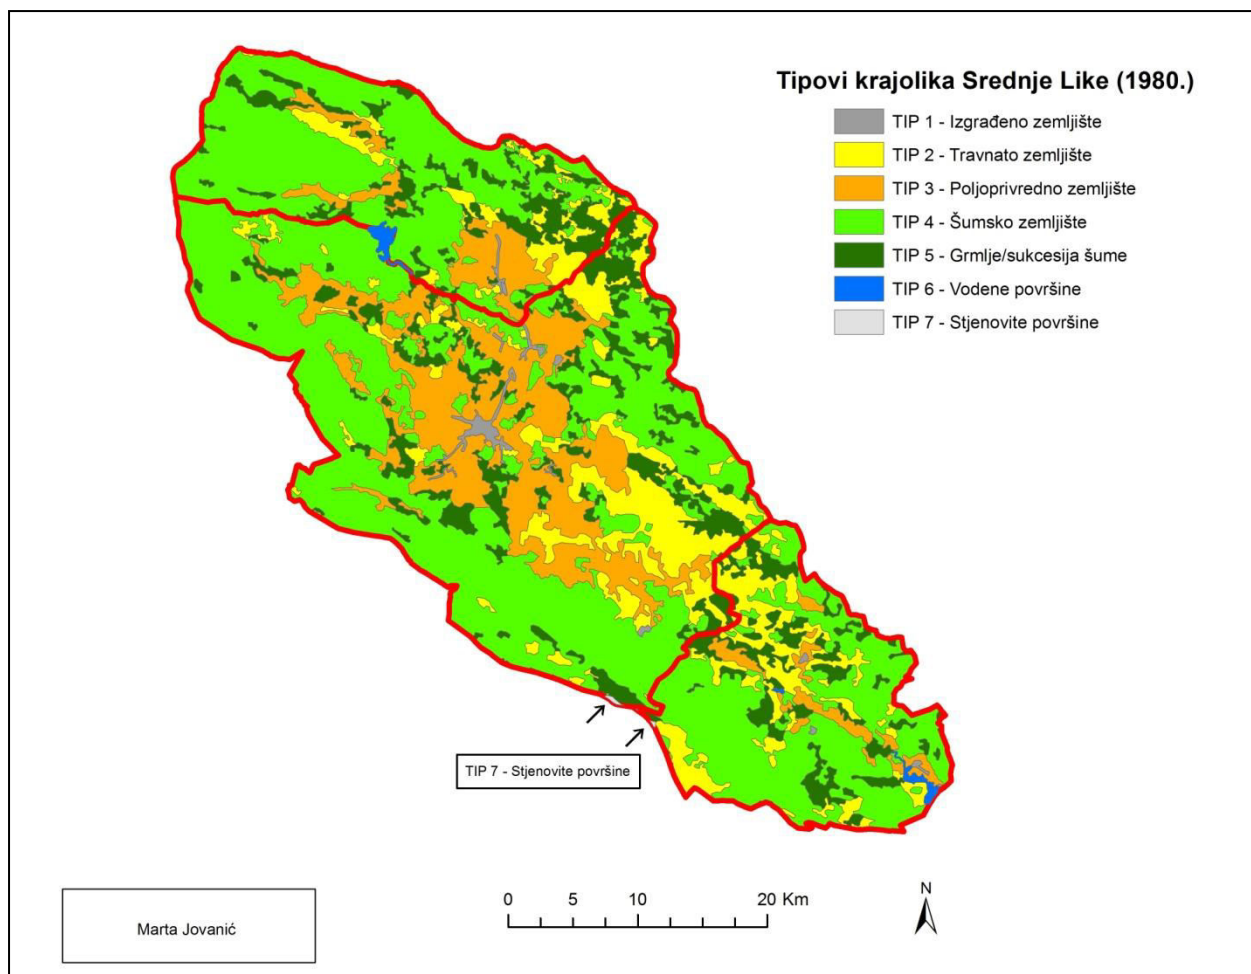 Tipovi krajolika Srednje Like (1980.)
TIP 1 - Izgrađeno zemljište
TIP 2 - Travnato zemljište
TIP 3 - Poljoprivredno zemljište
TIP 4 - Šumsko zemljište
TIP 5 - Grmlje/sukcesija šume
TIP 6 - Vodene površine
TIP 7 - Stjenovite površine
TIP 7 - Stjenovite površine
Marta Jovanić
0 5 10 20 Km
N